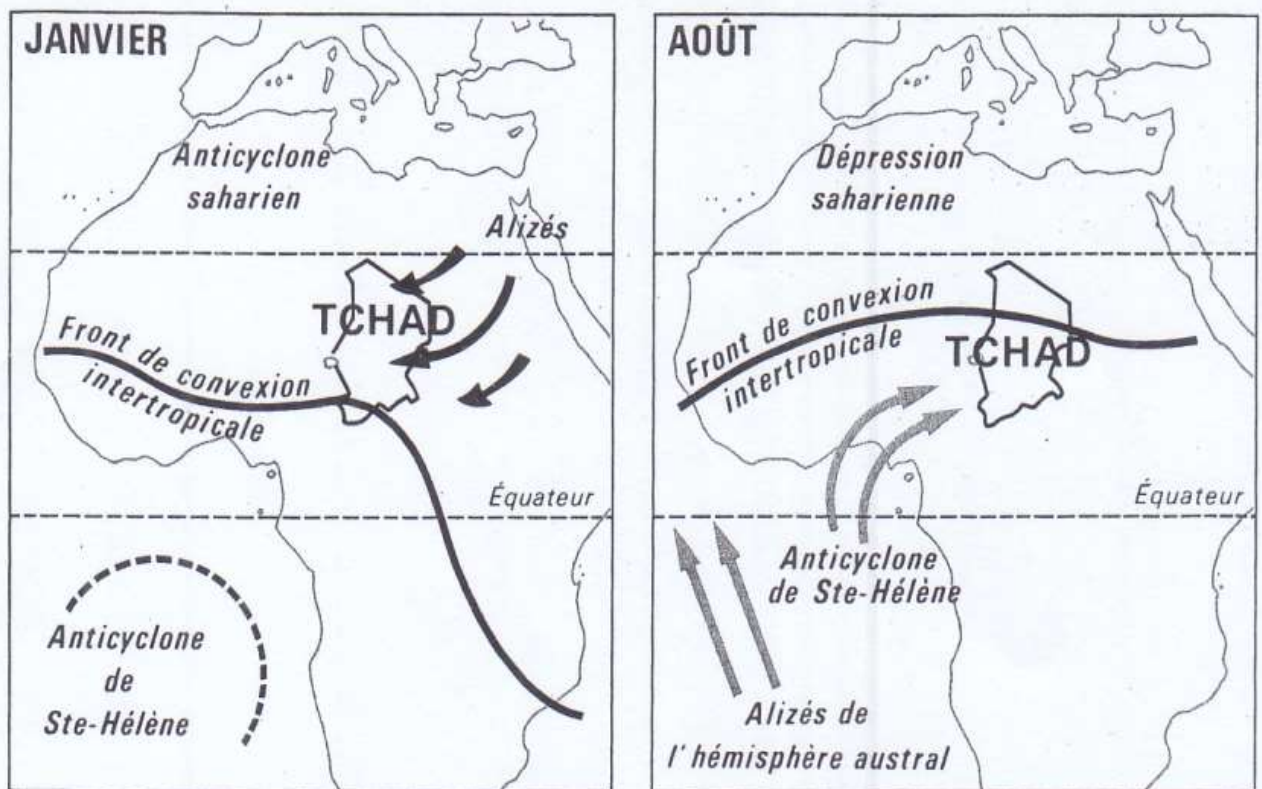 JANVIER
Anticyclone
saharien
Alizés
TCHAD
Front de convexion
intertropicale
Équateur
Anticyclone
de
Ste-Hélène
AOÛT
Dépression
saharienne
Front de convexion
intertropicale
TCHAD
Équateur
Anticyclone
de Ste-Hélène
Alizés de
l'hémisphère austral